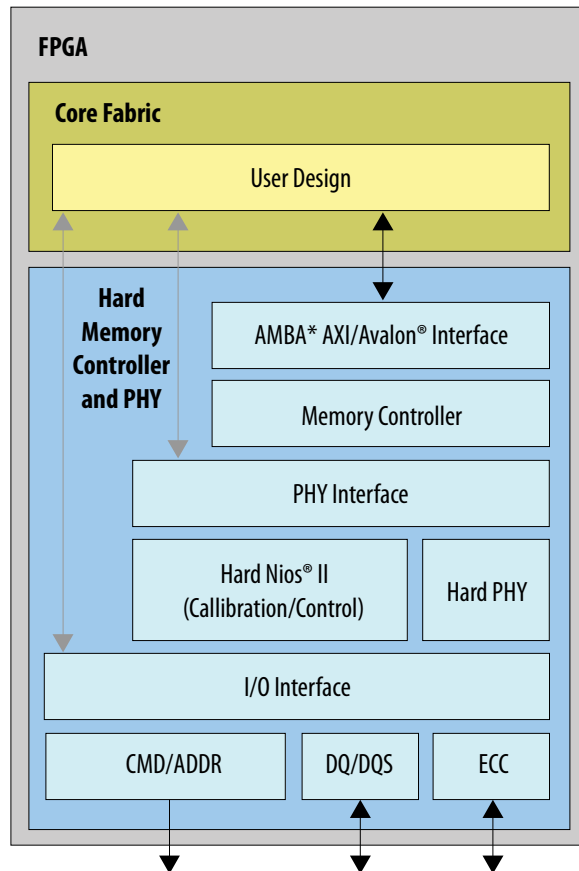 FPGA
Core Fabric
User Design
Hard
Memory
Controller
and PHY
AMBA* AXI/Avalon® Interface
Memory Controller
PHY Interface
Hard Nios® II
(Callibration/Control)
Hard PHY
I/O Interface
CMD/ADDR
DQ/DQS
ECC